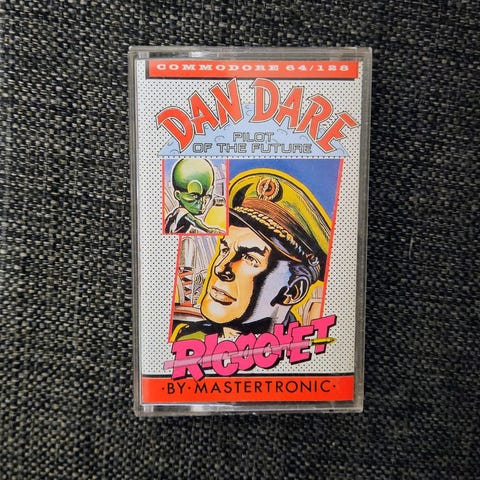 COMMODORE 64/128
DAN DARE
PILOT
OF THE FUTURE
RICOCHET
·BY·MASTERTRONIC·